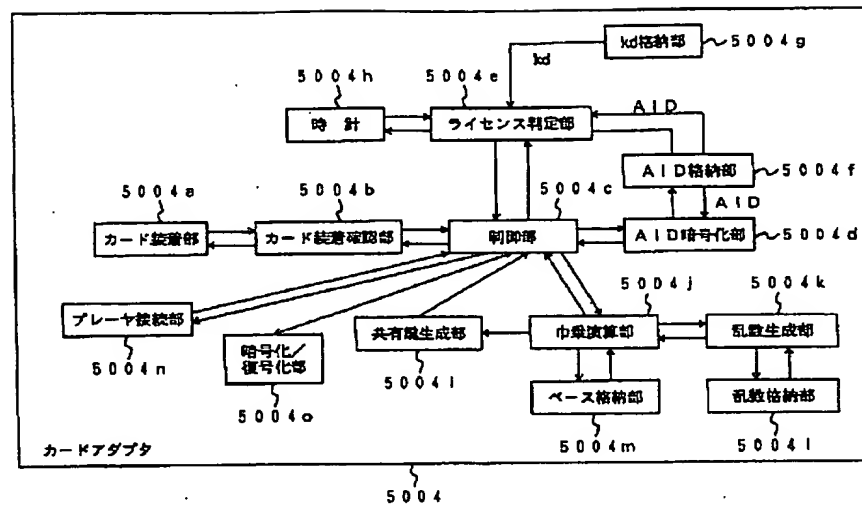 kd格納部
5004g
kd
5004h
5004e
AID
時計
ライセンス判定部
AID格納部
5004f
5004a
5004b
5004c
AID
カード装着部
カード装着確認部
制御部
AID暗号化部
5004d
5004j
5004k
プレーヤ接続部
共有鍵生成部
巾乗演算部
乱数生成部
暗号化/
復号化部
5004n
5004i
5004o
ベース格納部
乱数格納部
カードアダプタ
5004m
5004l
5004